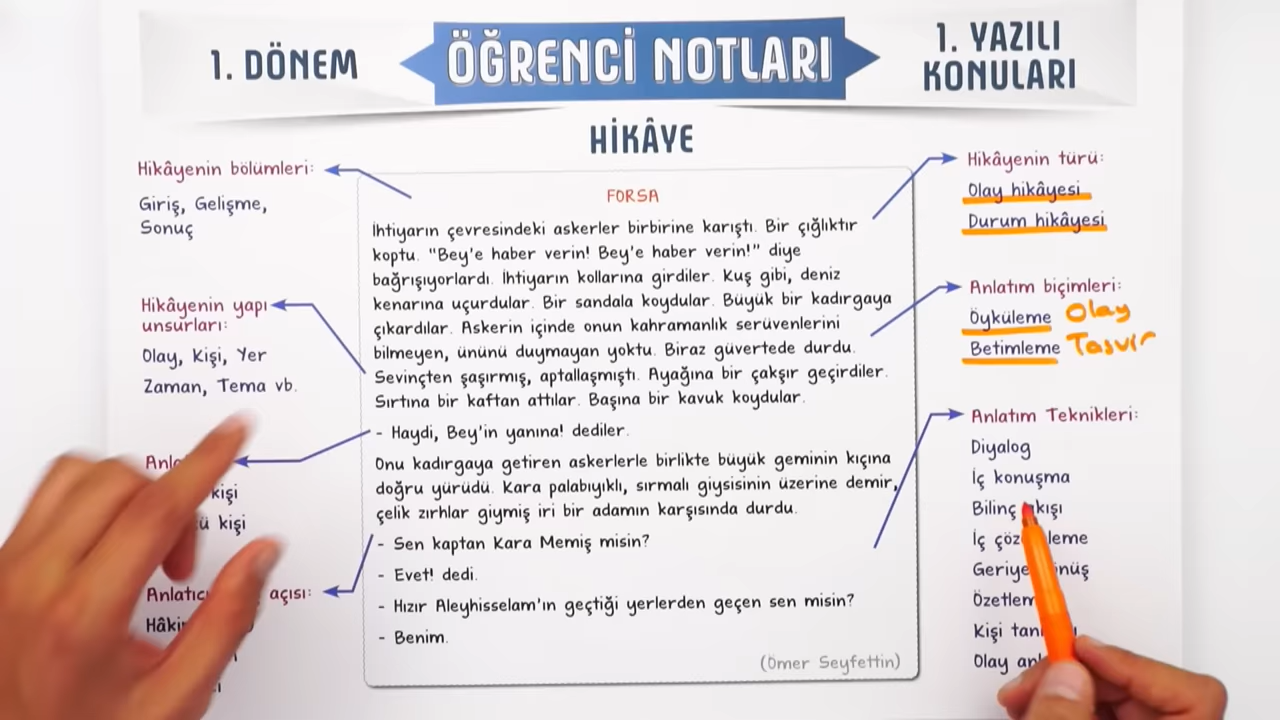 1. DÖNEM
ÖĞRENCİ NOTLARI
1. YAZILI
KONULARI
HİKÂYE
Hikâyenin bölümleri:
Giriş, Gelişme,
Sonuç
Hikâyenin yapı
unsurları:
Olay, Kişi, Yer
Zaman, Tema vb.
kişi
kişi
açısı:
FORSA
İhtiyarın çevresindeki askerler birbirine karıştı. Bir çığlıktır
koptu. "Bey'e haber verin! Bey'e haber verin!" diye
bağrışıyorlardı. İhtiyarın kollarına girdiler. Kuş gibi, deniz
kenarına uçurdular. Bir sandala koydular. Büyük bir kadırgaya
çıkardılar. Askerin içinde onun kahramanlık serüvenlerini
bilmeyen, ününü duymayan yoktu. Biraz güvertede durdu.
Sevinçten şaşırmış, aptallaşmıştı. Ayağına bir çakşır geçirdiler.
Sırtına bir kaftan attılar. Başına bir kavuk koydular.
- Haydi, Bey'in yanına! dediler.
Onu kadırgaya getiren askerlerle birlikte büyük geminin kıçına
doğru yürüdü. Kara palabıyıklı, sırmalı giysisinin üzerine demir,
çelik zırhlar giymiş iri bir adamın karşısında durdu.
- Sen kaptan Kara Memiş misin?
- Evet! dedi.
- Hızır Aleyhisselam'ın geçtiği yerlerden geçen sen misin?
- Benim.
(Ömer Seyfettin)
Hikâyenin türü:
Olay hikâyesi
Durum hikâyesi
Anlatım biçimleri:
Öyküleme Olay
Betimleme Tasvir
Anlatım Teknikleri:
Diyalog
İç konuşma
Bilinç akışı
İç
Geriye
Kişi
Olay